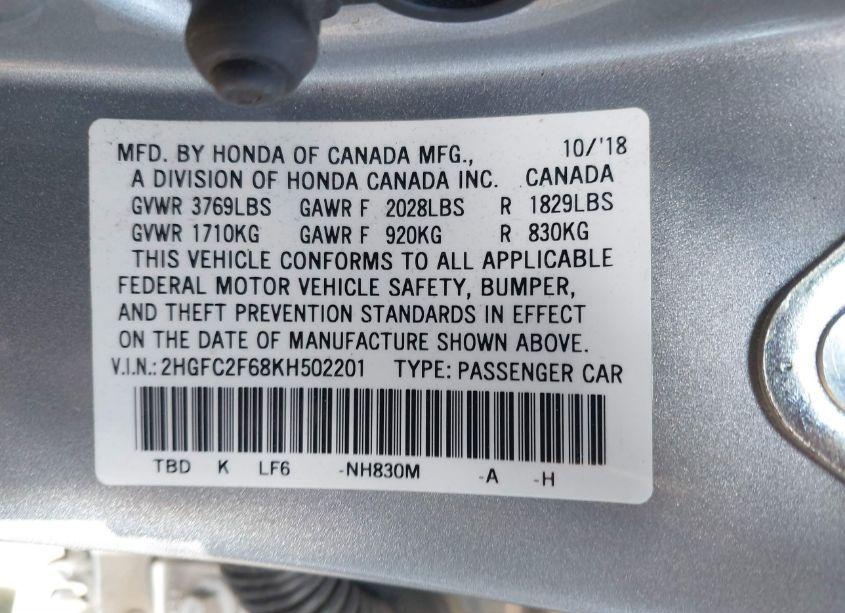 MFD. BY HONDA OF CANADA MFG., 10/'18
A DIVISION OF HONDA CANADA INC. CANADA
GVWR 3769LBS GAWR F 2028LBS R 1829LBS
GVWR 1710KG GAWR F 920KG R 830KG
THIS VEHICLE CONFORMS TO ALL APPLICABLE
FEDERAL MOTOR VEHICLE SAFETY, BUMPER,
AND THEFT PREVENTION STANDARDS IN EFFECT
ON THE DATE OF MANUFACTURE SHOWN ABOVE.
V.I.N.: 2HGFC2F68KH502201 TYPE: PASSENGER CAR
TBD K LF6 -NH830M -A -H